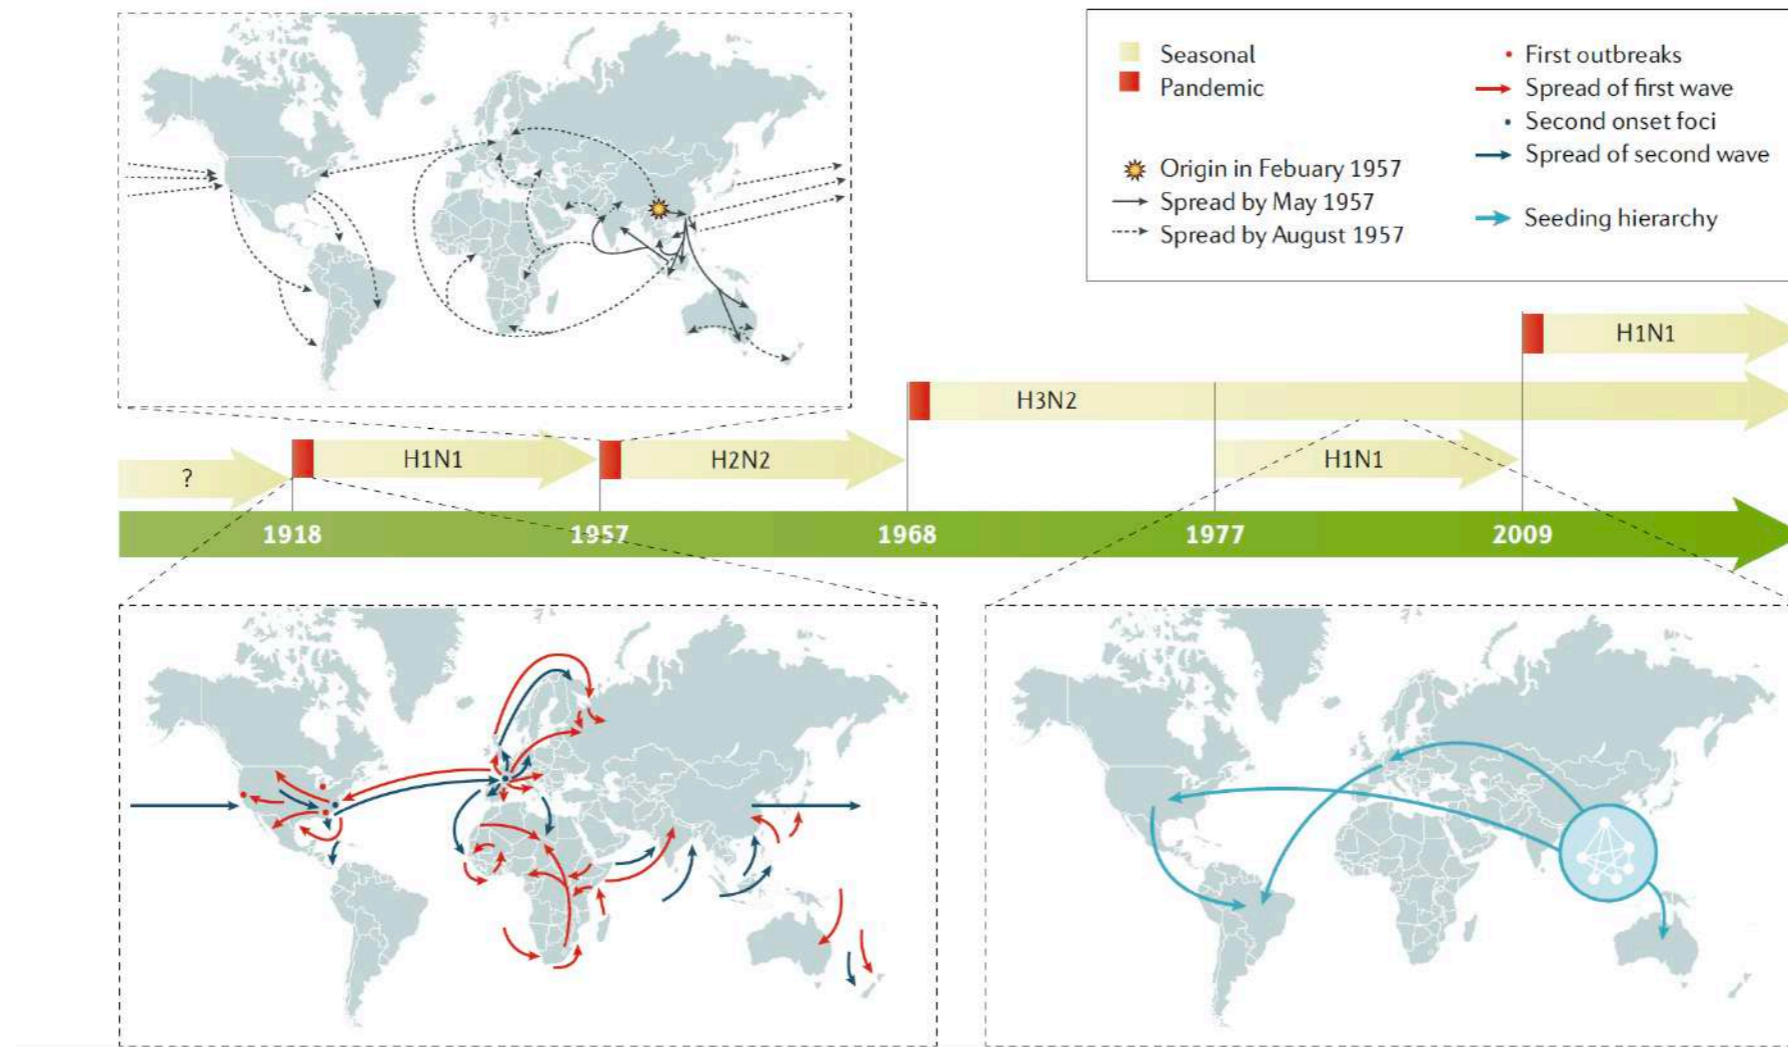 Seasonal
Pandemic
Origin in Febuary 1957
Spread by May 1957
Spread by August 1957
First outbreaks
Spread of first wave
Second onset foci
Spread of second wave
Seeding hierarchy
H1N1
H3N2
?
H1N1
H2N2
H1N1
1918
1957
1968
1977
2009